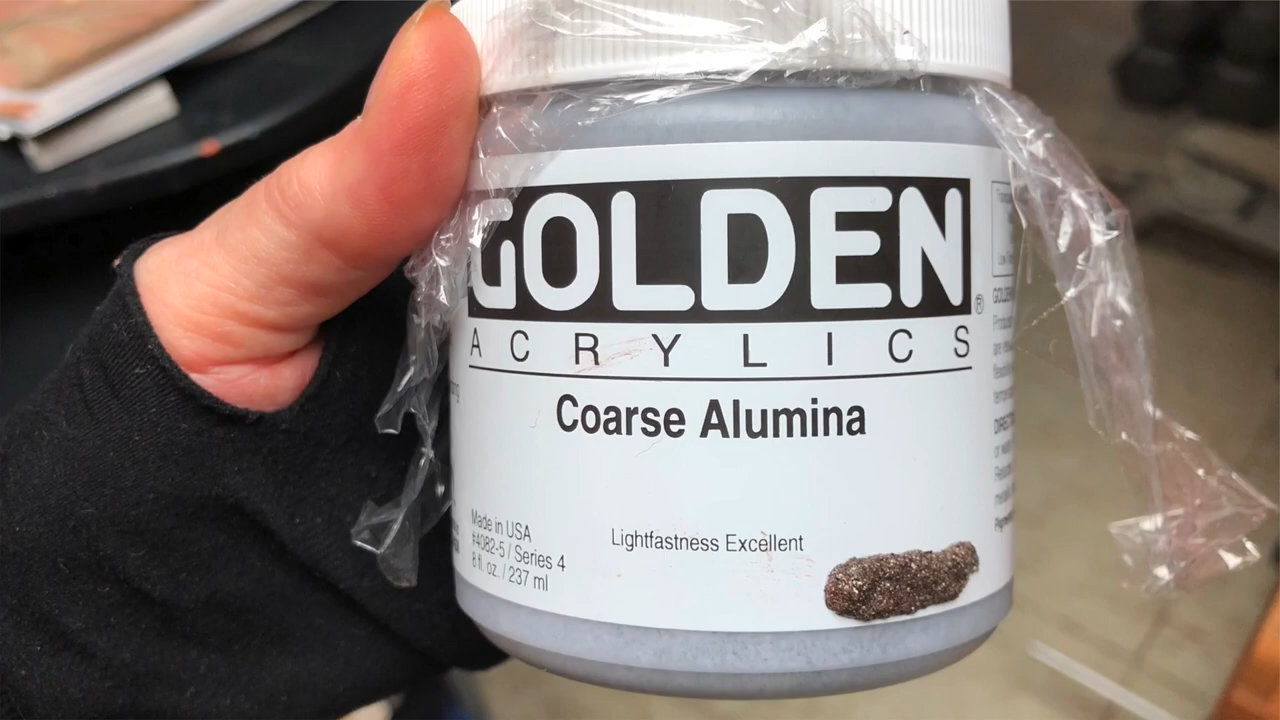 GOLDEN®
ACRYLICS
Coarse Alumina
Made in USA
#4082-5 / Series 4
8 fl. oz. / 237 ml
Lightfastness Excellent